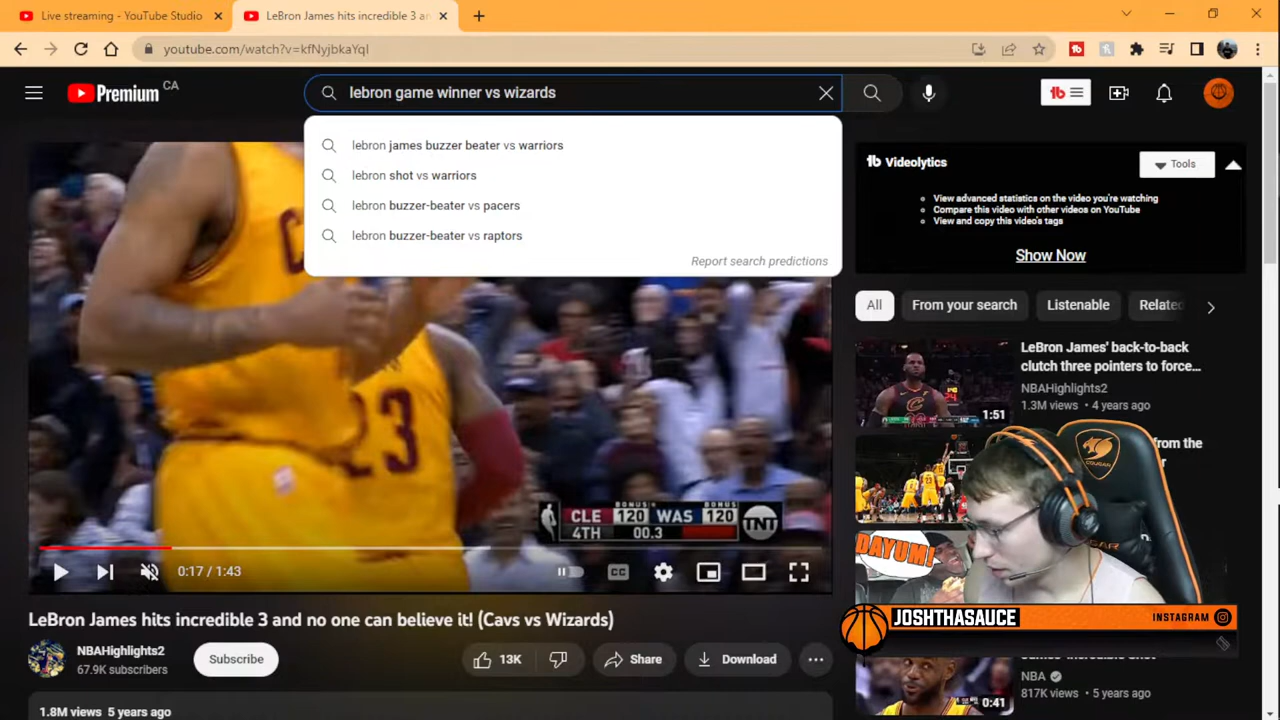 Live streaming - YouTube Studio
LeBron James hits incredible 3 and
youtube.com/watch?v=kfNyjbkaYqI
Premium CA
lebron game winner vs wizards
lebron james buzzer beater vs warriors
lebron shot vs warriors
lebron buzzer-beater vs pacers
lebron buzzer-beater vs raptors
Report search predictions
Videolytics
Tools
View advanced statistics on the video you're watching
Compare this video with other videos on YouTube
View and copy this video's tags
Show Now
All
From your search
Listenable
Related
LeBron James' back-to-back
clutch three pointers to force...
NBAHighlights2
1.3M views • 4 years ago
1:51
from the
COUGAR
DAYUM!
23
CLE 120 WAS 120
BONUS BONUS
4TH 00.3
TNT
0:17 / 1:43
CC
LeBron James hits incredible 3 and no one can believe it! (Cavs vs Wizards)
NBAHighlights2
67.9K subscribers
Subscribe
13K
Share
Download
1.8M views 5 years ago
JOSHTHASAUCE
INSTAGRAM
NBA
817K views • 5 years ago
0:41